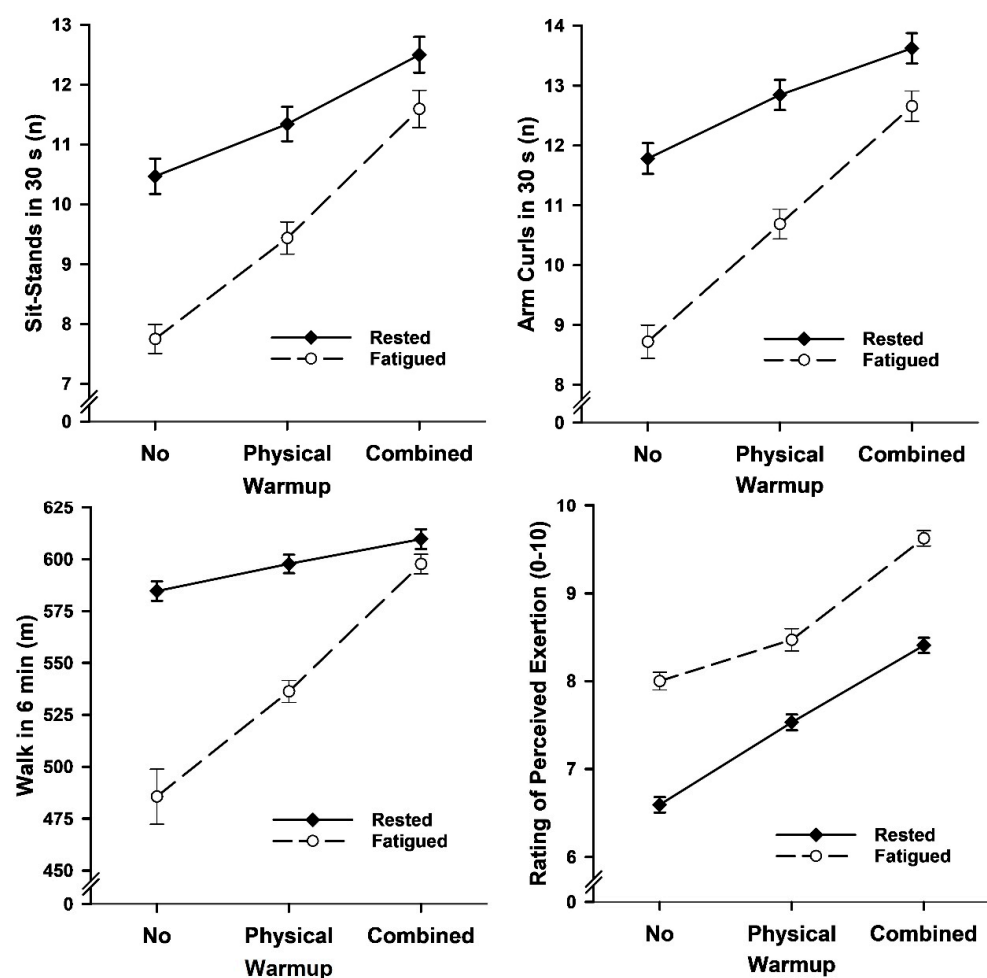 Sit-Stands in 30 s (n)
13
12
11
10
9
8
7
0
Rested
Fatigued
No
Physical
Combined
Warmup
Arm Curls in 30 s (n)
14
13
12
11
10
9
8
0
Rested
Fatigued
No
Physical
Combined
Warmup
Walk in 6 min (m)
625
600
575
550
525
500
475
450
0
Rested
Fatigued
No
Physical
Combined
Warmup
Rating of Perceived Exertion (0-10)
10
9
8
7
6
0
Rested
Fatigued
No
Physical
Combined
Warmup